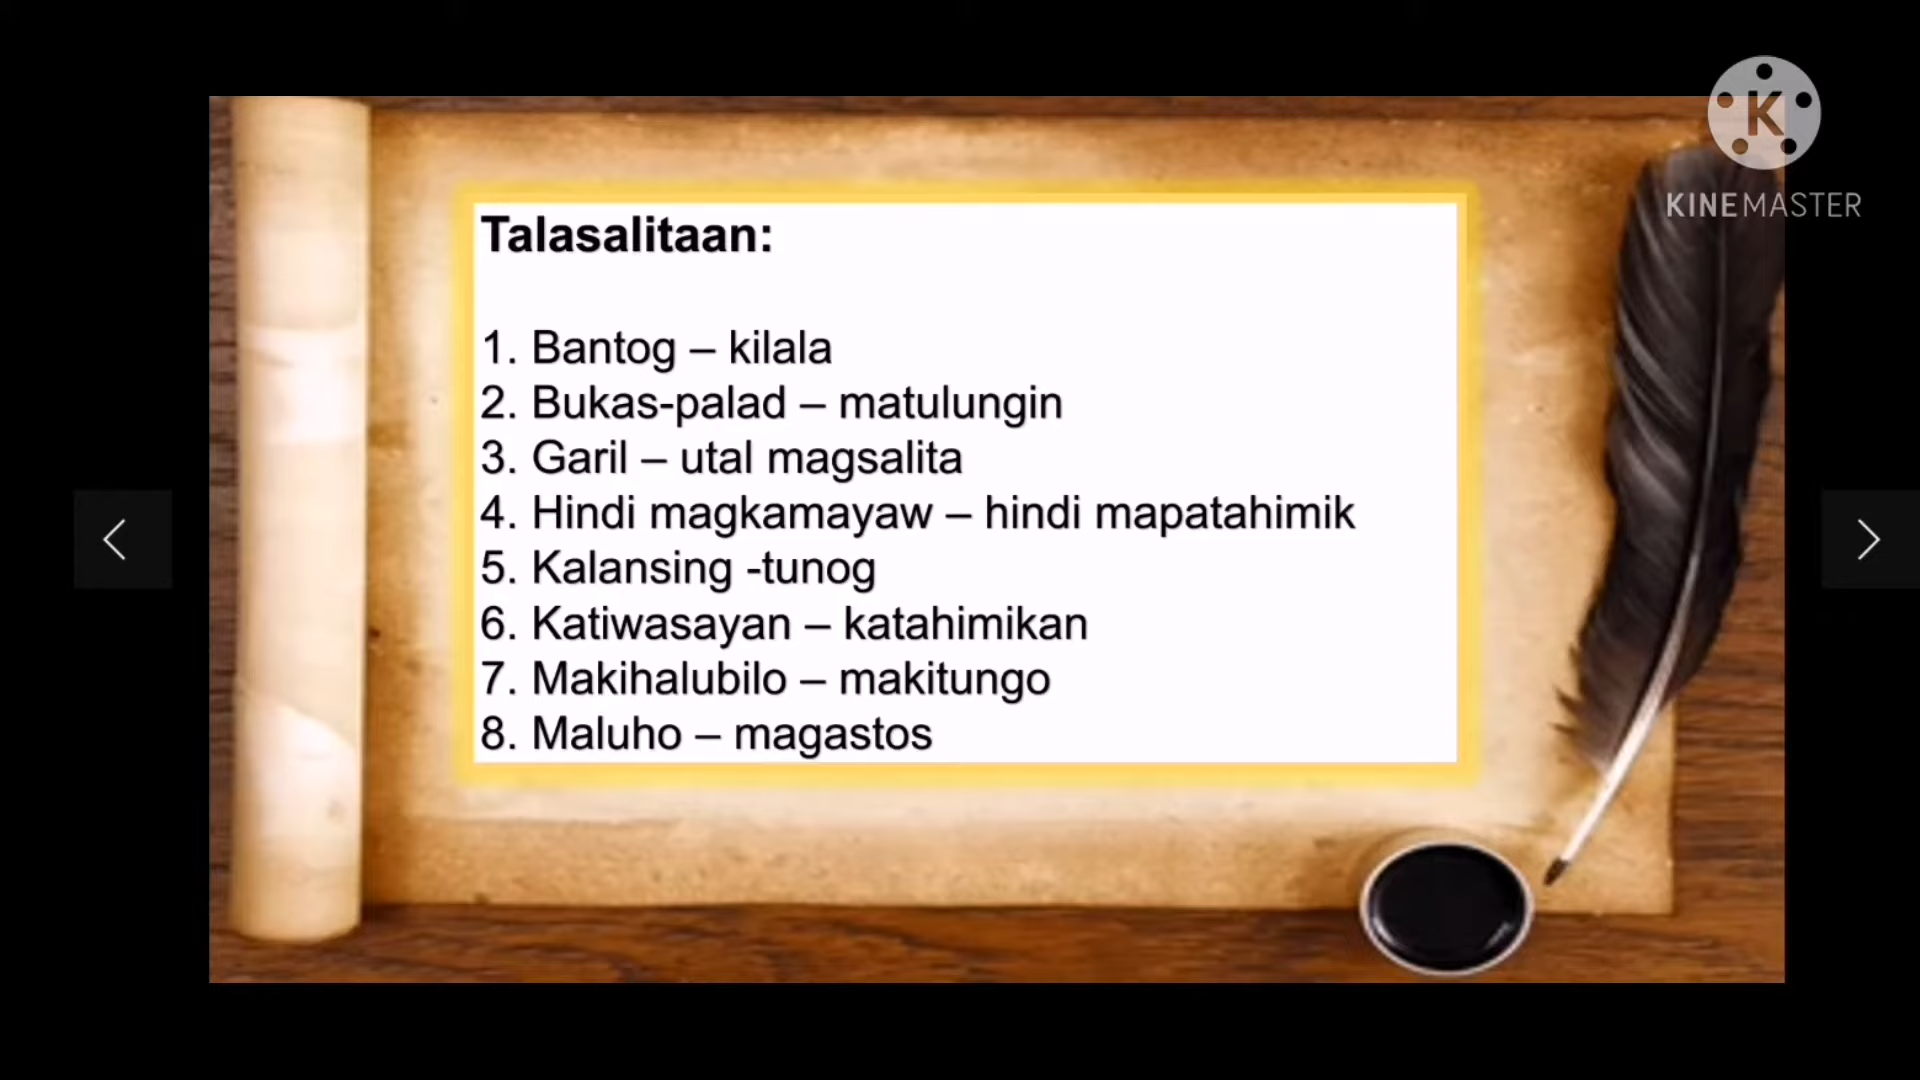 K
KINEMASTER
Talasalitaan:
1. Bantog – kilala
2. Bukas-palad – matulungin
3. Garil – utal magsalita
4. Hindi magkamayaw – hindi mapatahimik
5. Kalansing -tunog
6. Katiwasayan – katahimikan
7. Makihalubilo – makitungo
8. Maluho – magastos